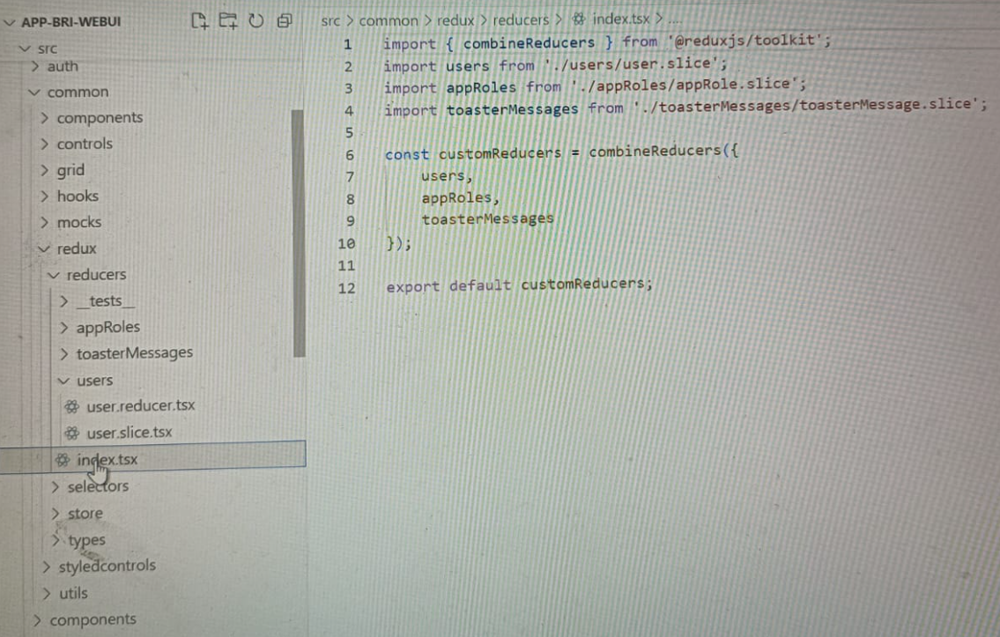 APP-BRI-WEBUI
src
auth
common
components
controls
grid
hooks
mocks
redux
reducers
__tests__
appRoles
toasterMessages
users
user.reducer.tsx
user.slice.tsx
index.tsx
selectors
store
types
styledcontrols
utils
components
src > common > redux > reducers > index.tsx > ....
1 import { combineReducers } from '@reduxjs/toolkit';
2 import users from './users/user.slice';
3 import appRoles from './appRoles/appRole.slice';
4 import toasterMessages from './toasterMessages/toasterMessage.slice';
5
6 const customReducers = combineReducers({
7 users,
8 appRoles,
9 toasterMessages
10 });
11
12 export default customReducers;